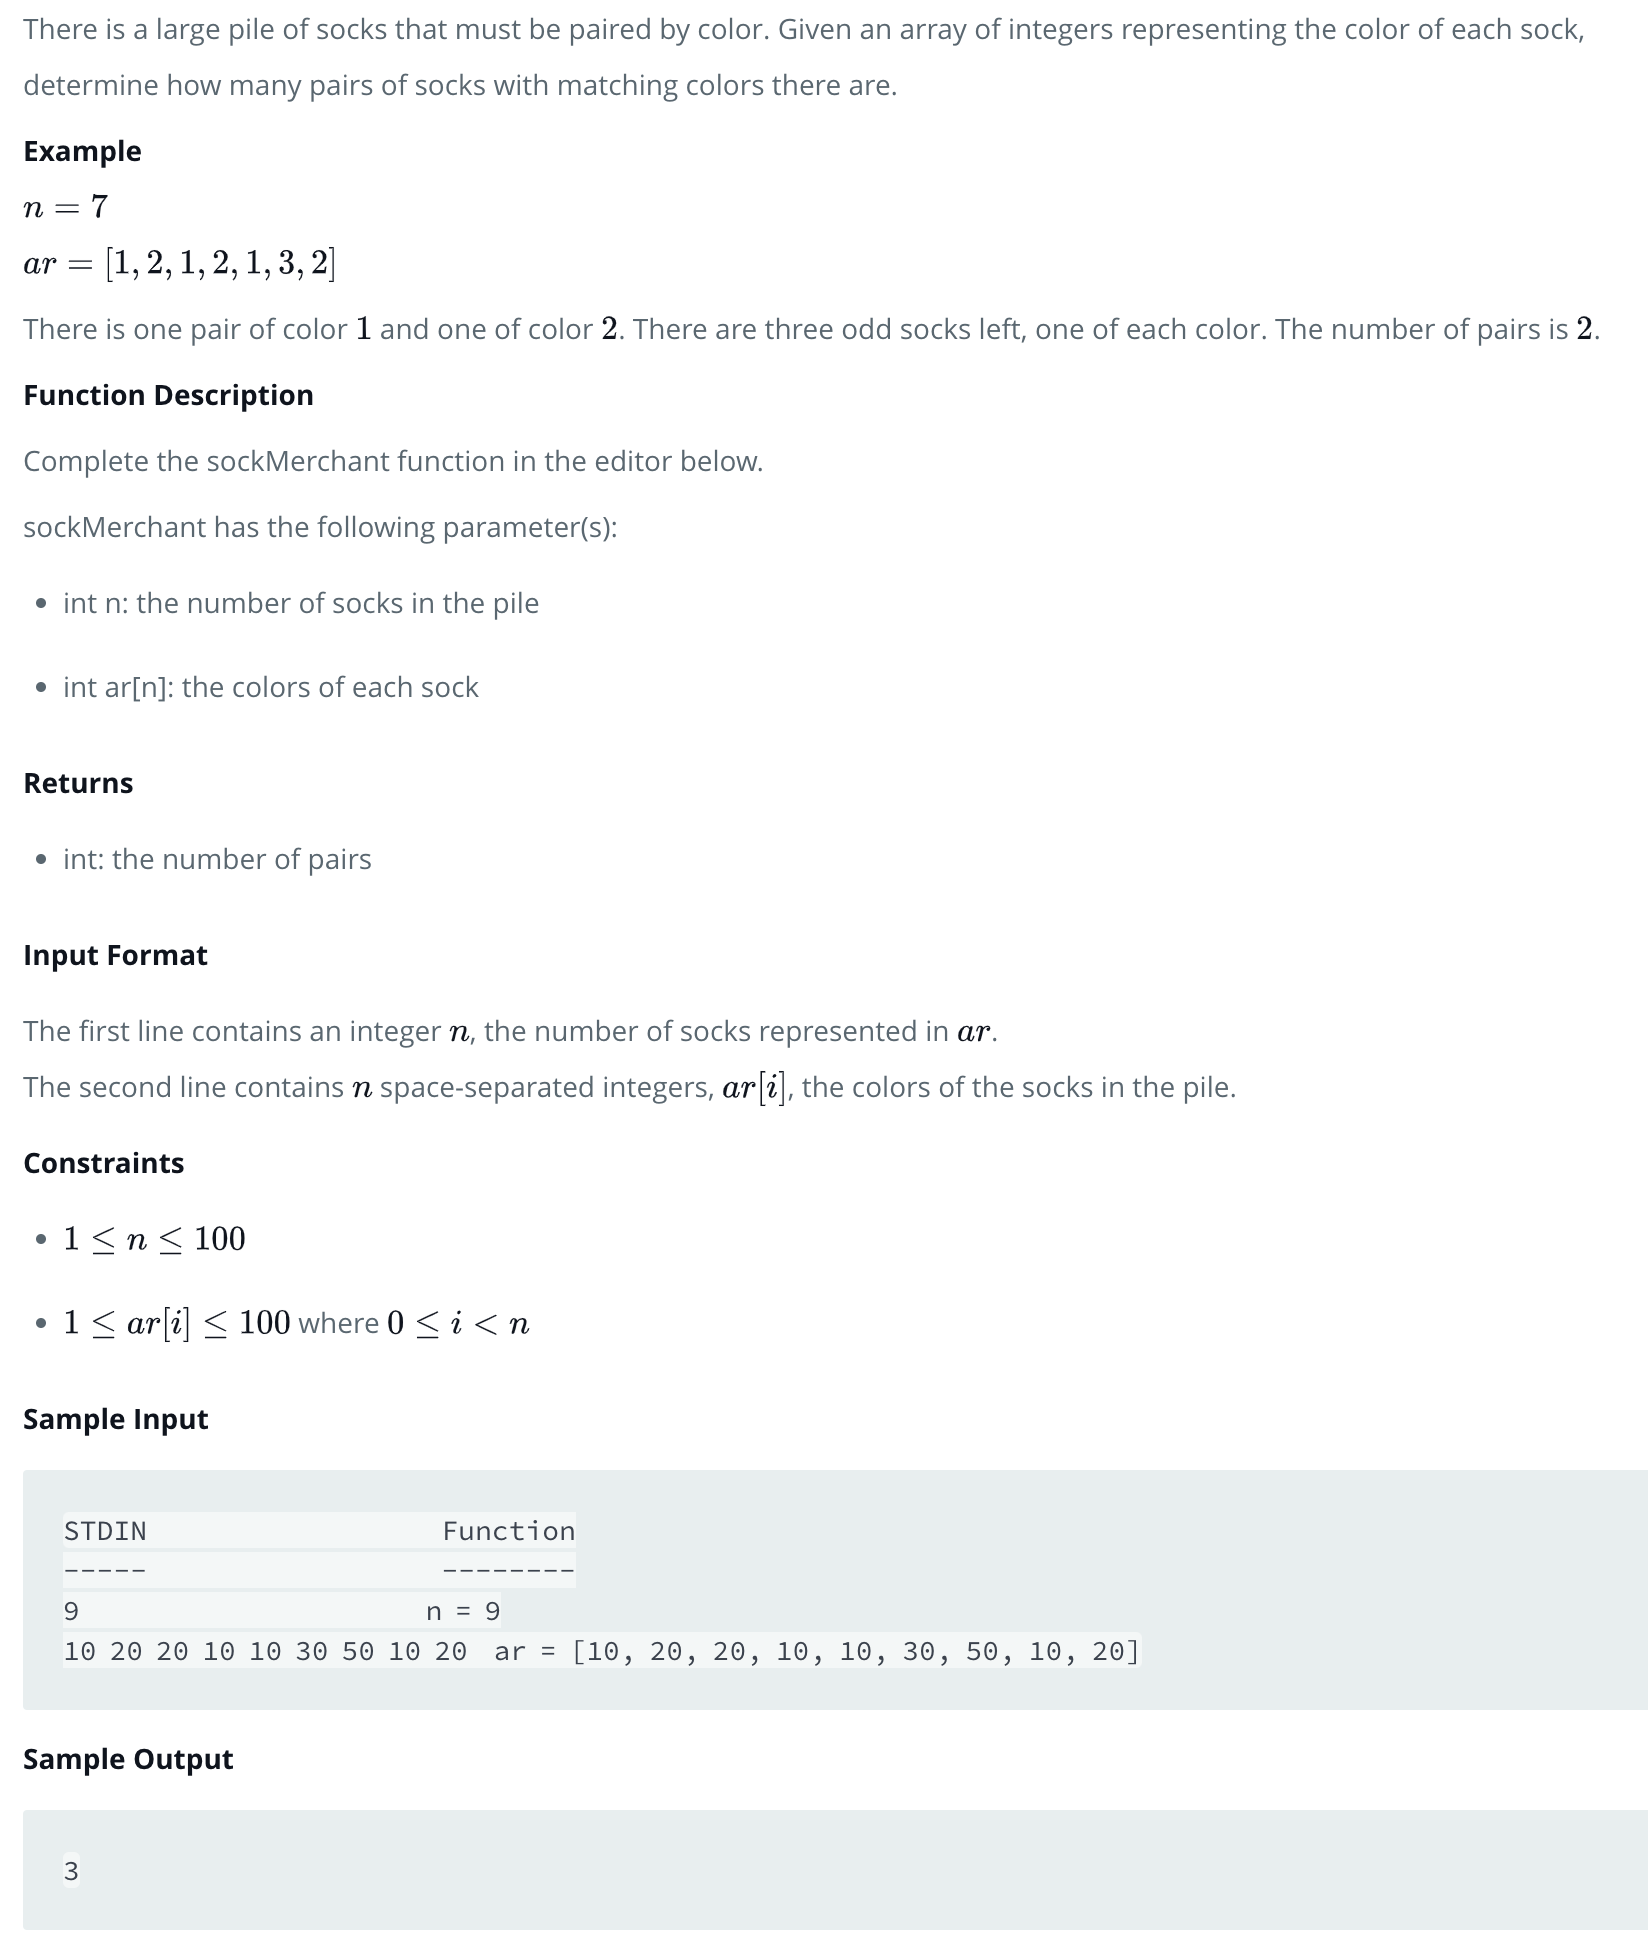 There is a large pile of socks that must be paired by color. Given an array of integers representing the color of each sock,
determine how many pairs of socks with matching colors there are.
Example
n = 7
ar = [1, 2, 1, 2, 1, 3, 2]
There is one pair of color 1 and one of color 2. There are three odd socks left, one of each color. The number of pairs is 2.
Function Description
Complete the sockMerchant function in the editor below.
sockMerchant has the following parameter(s):
• int n: the number of socks in the pile
• int ar[n]: the colors of each sock
Returns
• int: the number of pairs
Input Format
The first line contains an integer n, the number of socks represented in ar.
The second line contains n space-separated integers, ar[i], the colors of the socks in the pile.
Constraints
• 1 ≤ n ≤ 100
• 1 ≤ ar[i] ≤ 100 where 0 ≤ i < n
Sample Input
STDIN                       Function
-----                       --------
9                           n = 9
10 20 20 10 10 30 50 10 20  ar = [10, 20, 20, 10, 10, 30, 50, 10, 20]
Sample Output
3